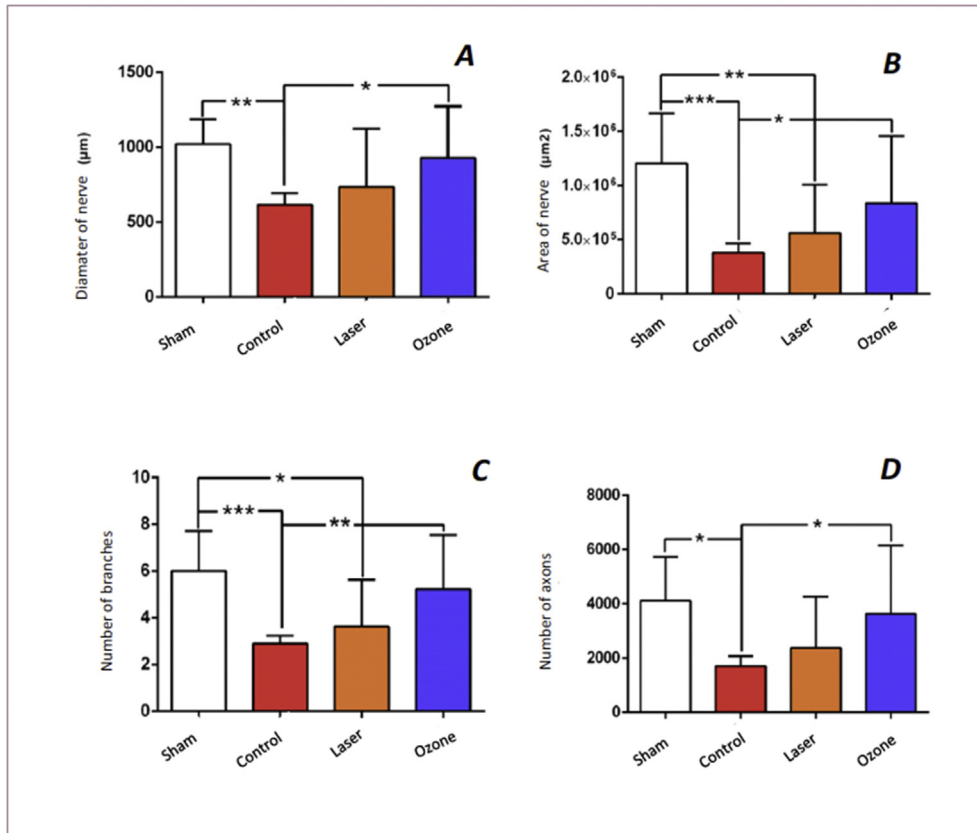 A
Diamater of nerve (µm)
1500
1000
500
0
**
*
Sham
Control
Laser
Ozone
B
Area of nerve (µm2)
2.0×10⁶
1.5×10⁶
1.0×10⁶
5.0×10⁵
0
**
***
*
Sham
Control
Laser
Ozone
C
Number of branches
10
8
6
4
2
0
*
***
**
Sham
Control
Laser
Ozone
D
Number of axons
8000
6000
4000
2000
0
*
*
Sham
Control
Laser
Ozone